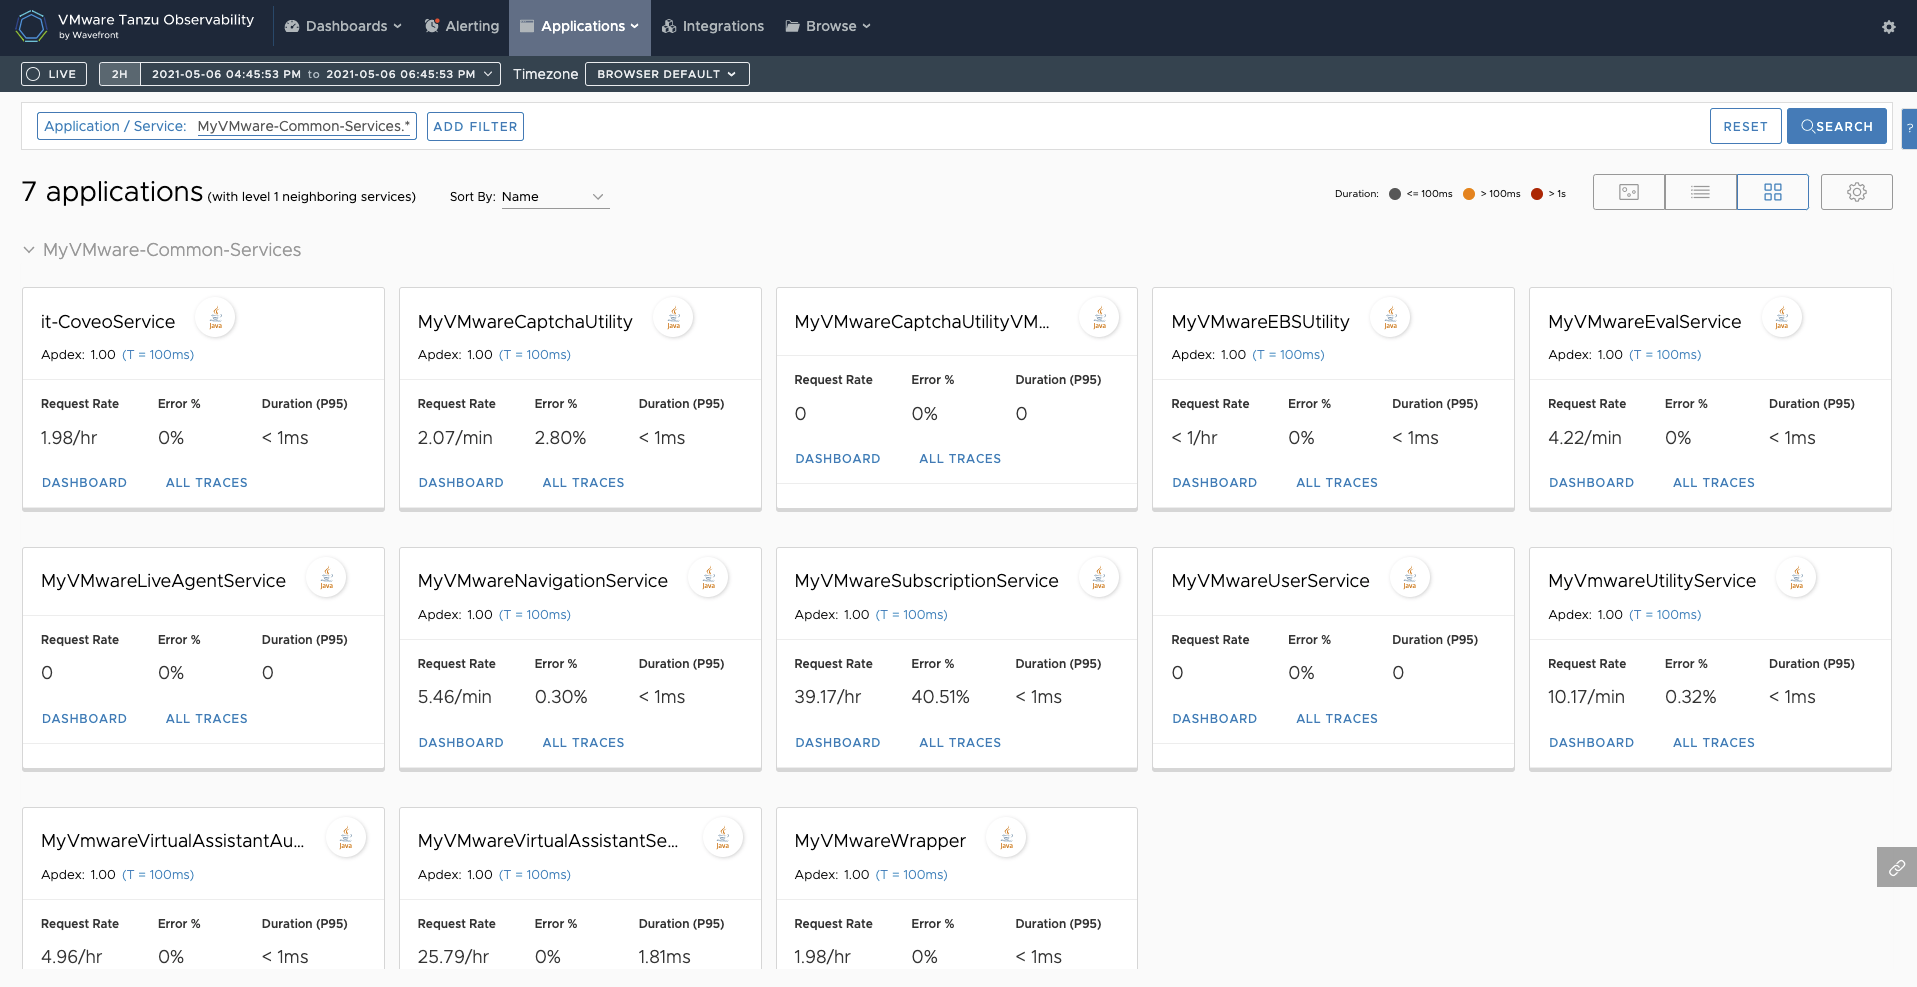 VMware Tanzu Observability
by Wavefront
Dashboards
Alerting
Applications
Integrations
Browse
LIVE
2H 2021-05-06 04:45:53 PM to 2021-05-06 06:45:53 PM
Timezone BROWSER DEFAULT
Application / Service: MyVMware-Common-Services.*
ADD FILTER
RESET
SEARCH
?
7 applications (with level 1 neighboring services)
Sort By: Name
Duration: <= 100ms > 100ms > 1s
MyVMware-Common-Services
it-CoveoService
Java
Apdex: 1.00 (T = 100ms)
Request Rate Error % Duration (P95)
1.98/hr 0% < 1ms
DASHBOARD ALL TRACES
MyVMwareCaptchaUtility
Java
Apdex: 1.00 (T = 100ms)
Request Rate Error % Duration (P95)
2.07/min 2.80% < 1ms
DASHBOARD ALL TRACES
MyVMwareCaptchaUtilityVM...
Java
Request Rate Error % Duration (P95)
0 0% 0
DASHBOARD ALL TRACES
MyVMwareEBSUtility
Java
Apdex: 1.00 (T = 100ms)
Request Rate Error % Duration (P95)
< 1/hr 0% < 1ms
DASHBOARD ALL TRACES
MyVMwareEvalService
Java
Apdex: 1.00 (T = 100ms)
Request Rate Error % Duration (P95)
4.22/min 0% < 1ms
DASHBOARD ALL TRACES
MyVMwareLiveAgentService
Java
Request Rate Error % Duration (P95)
0 0% 0
DASHBOARD ALL TRACES
MyVMwareNavigationService
Java
Apdex: 1.00 (T = 100ms)
Request Rate Error % Duration (P95)
5.46/min 0.30% < 1ms
DASHBOARD ALL TRACES
MyVMwareSubscriptionService
Java
Apdex: 1.00 (T = 100ms)
Request Rate Error % Duration (P95)
39.17/hr 40.51% < 1ms
DASHBOARD ALL TRACES
MyVMwareUserService
Java
Request Rate Error % Duration (P95)
0 0% 0
DASHBOARD ALL TRACES
MyVmwareUtilityService
Java
Apdex: 1.00 (T = 100ms)
Request Rate Error % Duration (P95)
10.17/min 0.32% < 1ms
DASHBOARD ALL TRACES
MyVmwareVirtualAssistantAu...
Java
Apdex: 1.00 (T = 100ms)
Request Rate Error % Duration (P95)
4.96/hr 0% < 1ms
MyVMwareVirtualAssistantSe...
Java
Apdex: 1.00 (T = 100ms)
Request Rate Error % Duration (P95)
25.79/hr 0% 1.81ms
MyVMwareWrapper
Java
Apdex: 1.00 (T = 100ms)
Request Rate Error % Duration (P95)
1.98/hr 0% < 1ms